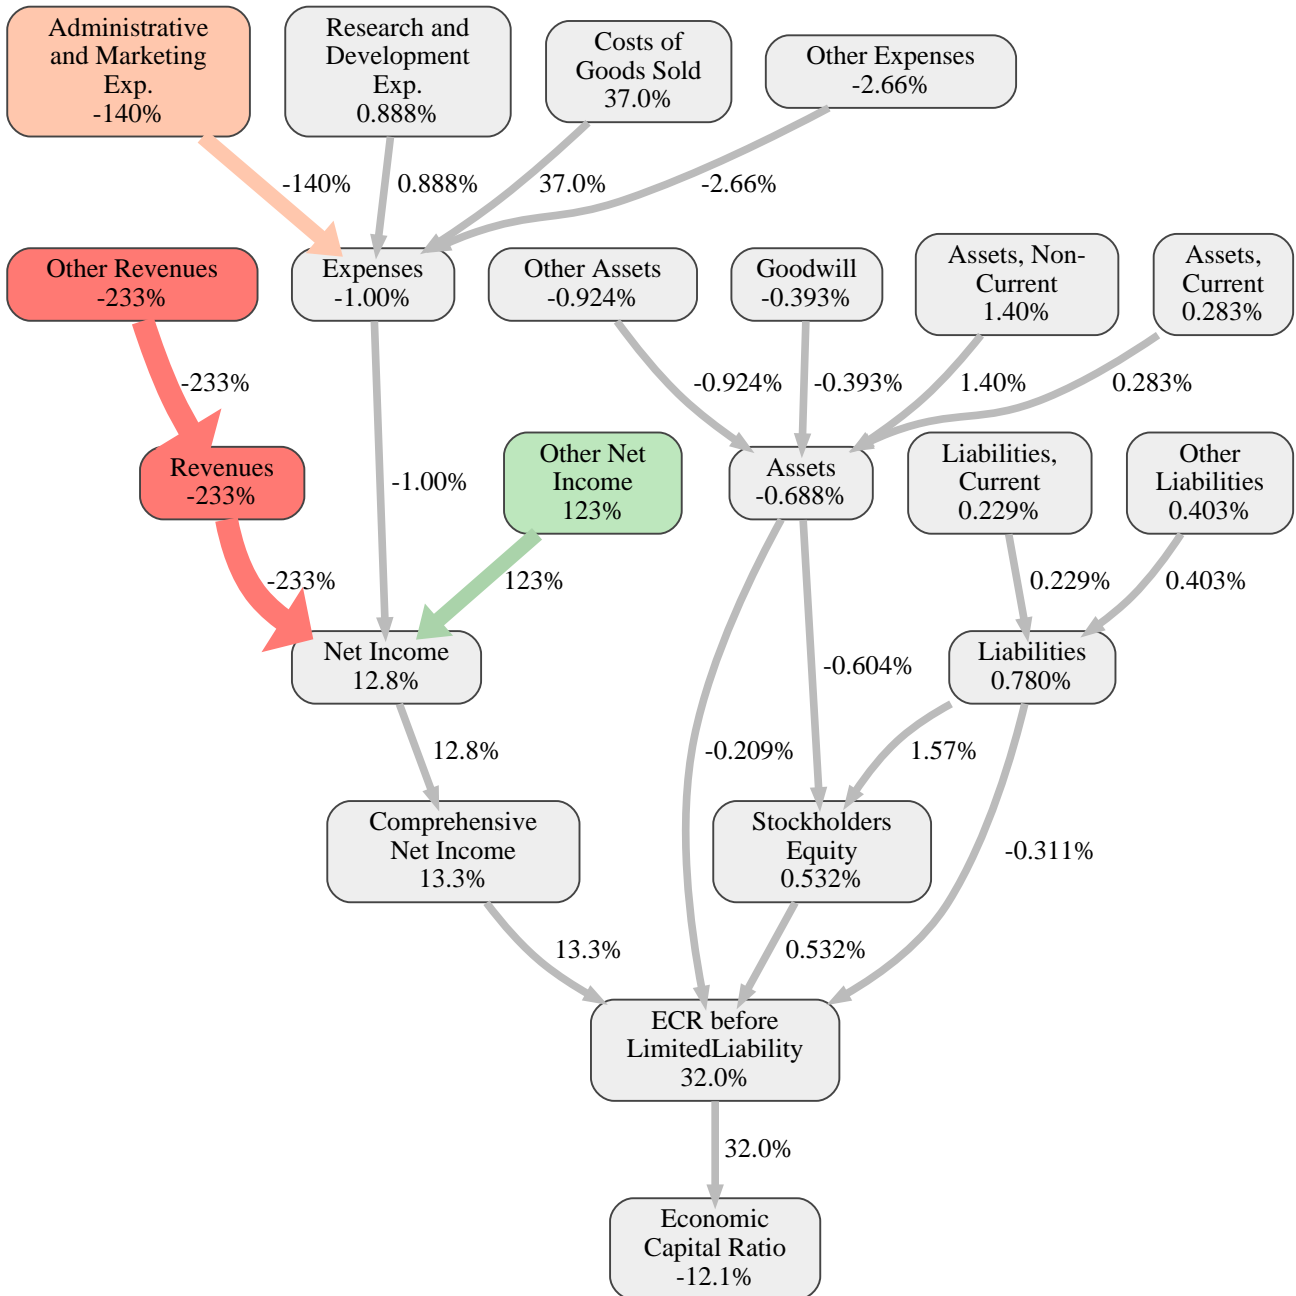 Administrative
and Marketing
Exp.
-140%
Research and
Development
Exp.
0.888%
Costs of
Goods Sold
37.0%
Other Expenses
-2.66%
-140%
0.888%
37.0%
-2.66%
Other Revenues
-233%
Expenses
-1.00%
Other Assets
-0.924%
Goodwill
-0.393%
Assets, Non-
Current
1.40%
Assets,
Current
0.283%
-233%
-0.924%
-0.393%
1.40%
0.283%
Revenues
-233%
-1.00%
Other Net
Income
123%
Assets
-0.688%
Liabilities,
Current
0.229%
Other
Liabilities
0.403%
-233%
123%
0.229%
0.403%
Net Income
12.8%
-0.604%
Liabilities
0.780%
12.8%
-0.209%
1.57%
Comprehensive
Net Income
13.3%
Stockholders
Equity
0.532%
-0.311%
13.3%
0.532%
ECR before
LimitedLiability
32.0%
32.0%
Economic
Capital Ratio
-12.1%